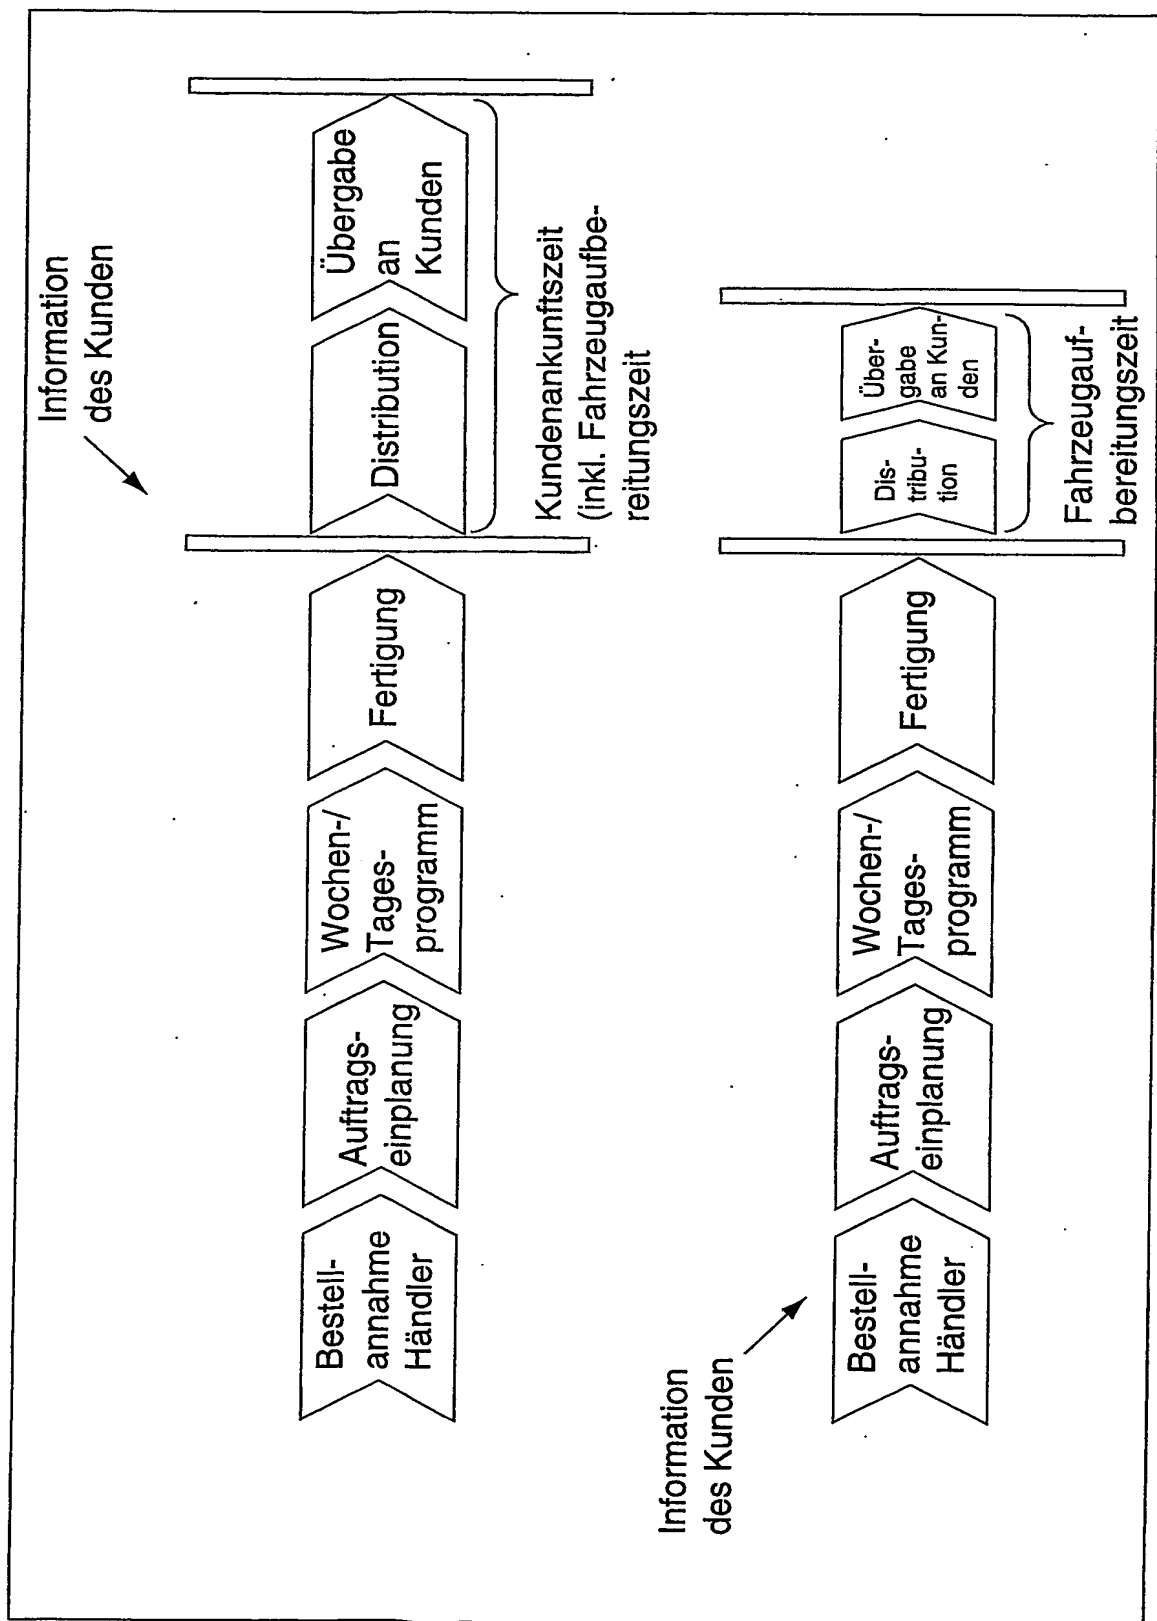 Information
des Kunden
Bestell-
annahme
Händler
Auftrags-
einplanung
Wochen-/
Tages-
programm
Fertigung
Distribution
Übergabe
an
Kunden
Kundenankunftszeit
(inkl. Fahrzeugaufbe-
reitungszeit
Information
des Kunden
Bestell-
annahme
Händler
Auftrags-
einplanung
Wochen-/
Tages-
programm
Fertigung
Dis-
tribu-
tion
Über-
gabe
an Kun-
den
Fahrzeugauf-
bereitungszeit